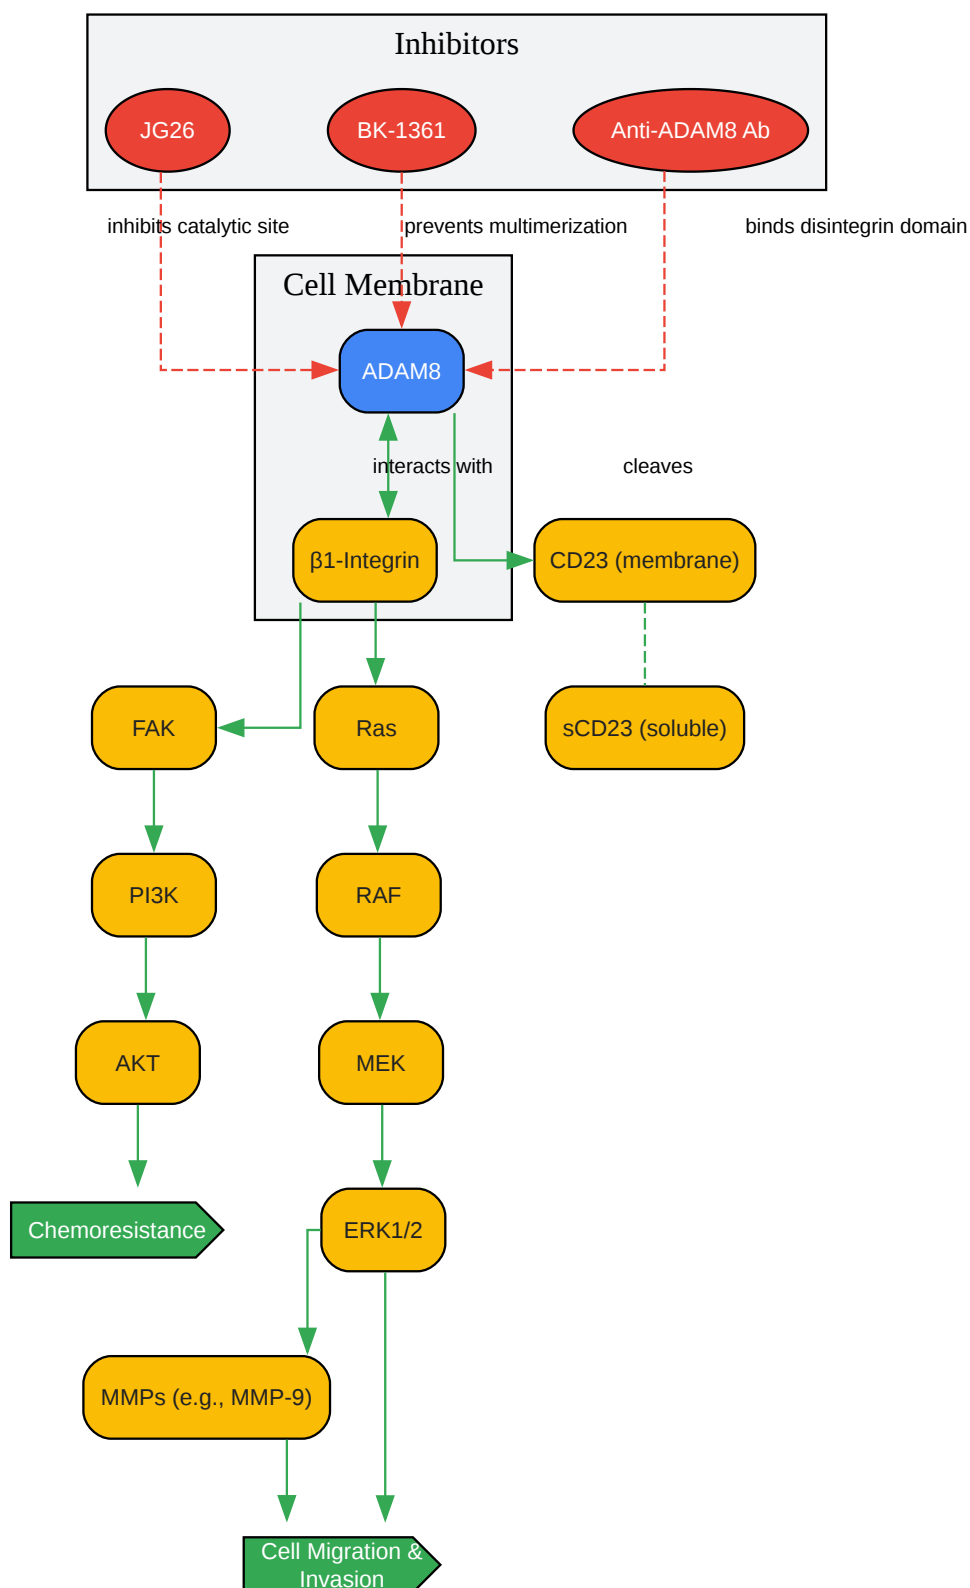 Inhibitors
JG26
BK-1361
Anti-ADAM8 Ab
inhibits catalytic site
prevents multimerization
binds disintegrin domain
Cell Membrane
ADAM8
interacts with
cleaves
β1-Integrin
CD23 (membrane)
FAK
Ras
sCD23 (soluble)
PI3K
RAF
AKT
MEK
Chemoresistance
ERK1/2
MMPs (e.g., MMP-9)
Cell Migration &
Invasion